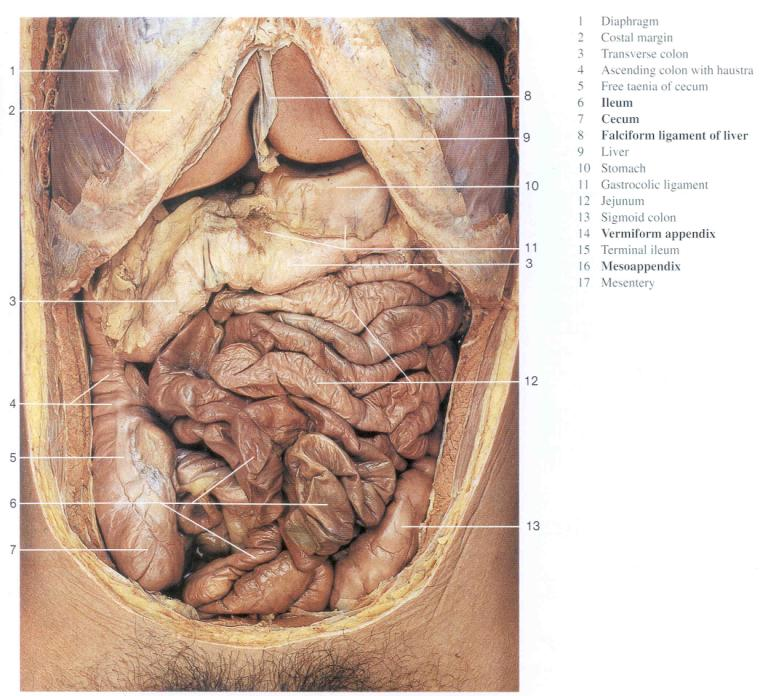 1
2
3
4
5
6
7
8
9
10
11
3
12
13
1 Diaphragm
2 Costal margin
3 Transverse colon
4 Ascending colon with haustra
5 Free taenia of cecum
6 Ileum
7 Cecum
8 Falciform ligament of liver
9 Liver
10 Stomach
11 Gastrocolic ligament
12 Jejunum
13 Sigmoid colon
14 Vermiform appendix
15 Terminal ileum
16 Mesoappendix
17 Mesentery